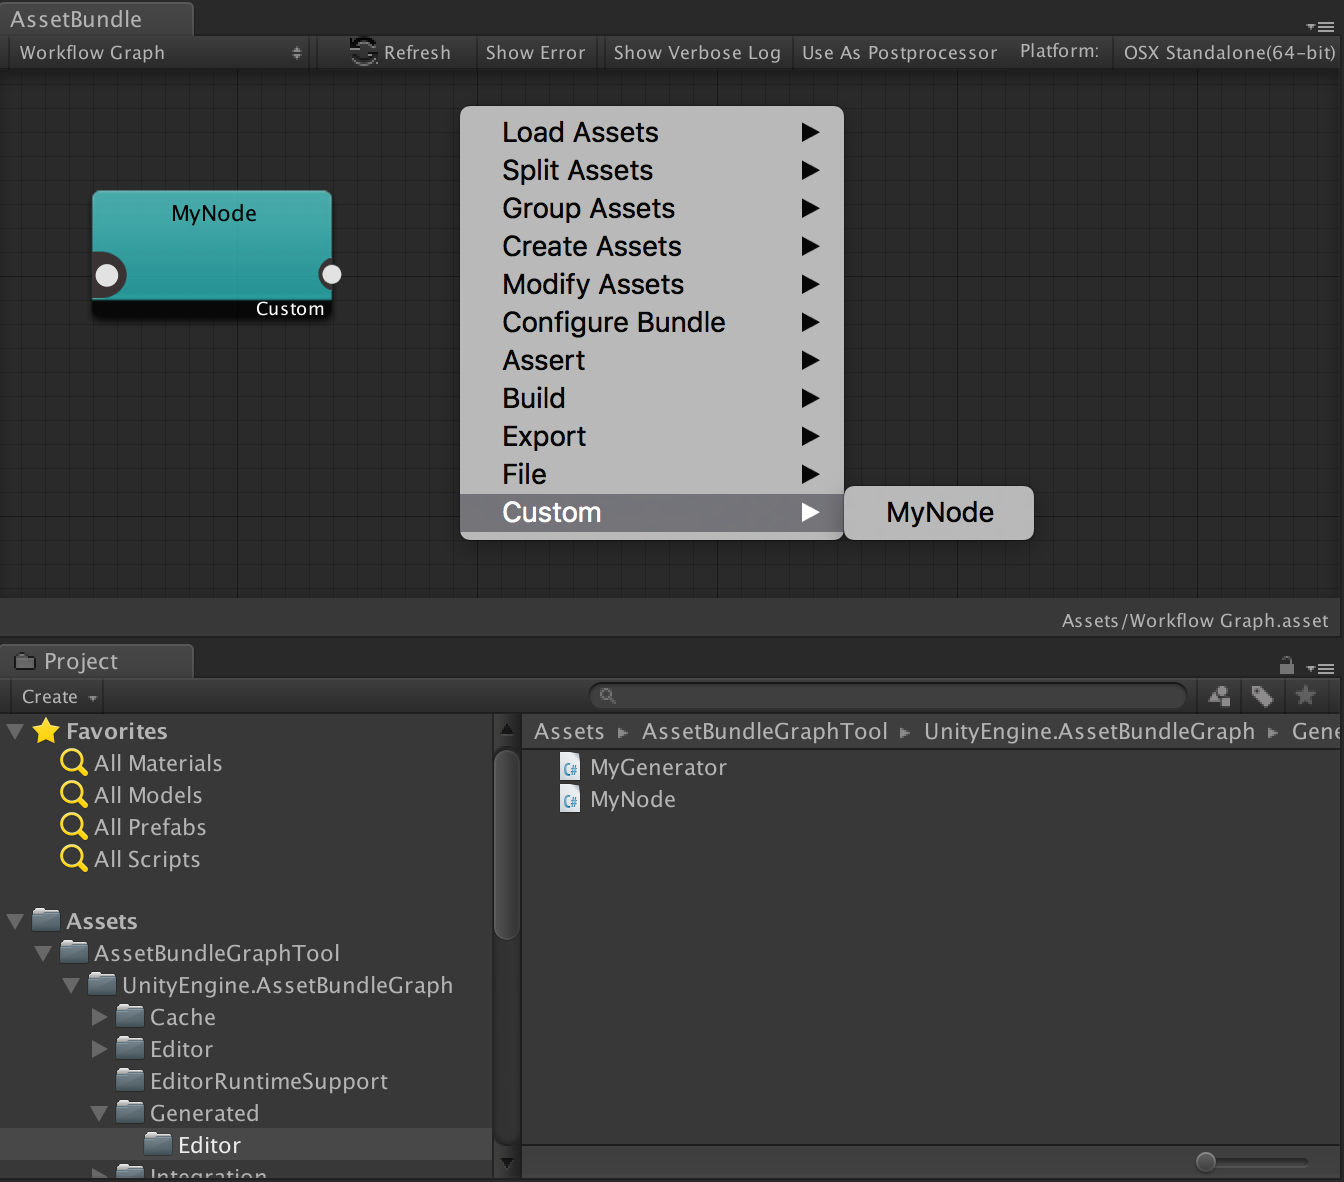 AssetBundle
Workflow Graph Refresh Show Error Show Verbose Log Use As Postprocessor Platform: OSX Standalone(64-bit)
MyNode
Custom
Load Assets
Split Assets
Group Assets
Create Assets
Modify Assets
Configure Bundle
Assert
Build
Export
File
Custom
MyNode
Assets/Workflow Graph.asset
Project
Create
Favorites
All Materials
All Models
All Prefabs
All Scripts
Assets
AssetBundleGraphTool
UnityEngine.AssetBundleGraph
Cache
Editor
EditorRuntimeSupport
Generated
Editor
Integration
Assets AssetBundleGraphTool UnityEngine.AssetBundleGraph Gene
C# MyGenerator
C# MyNode